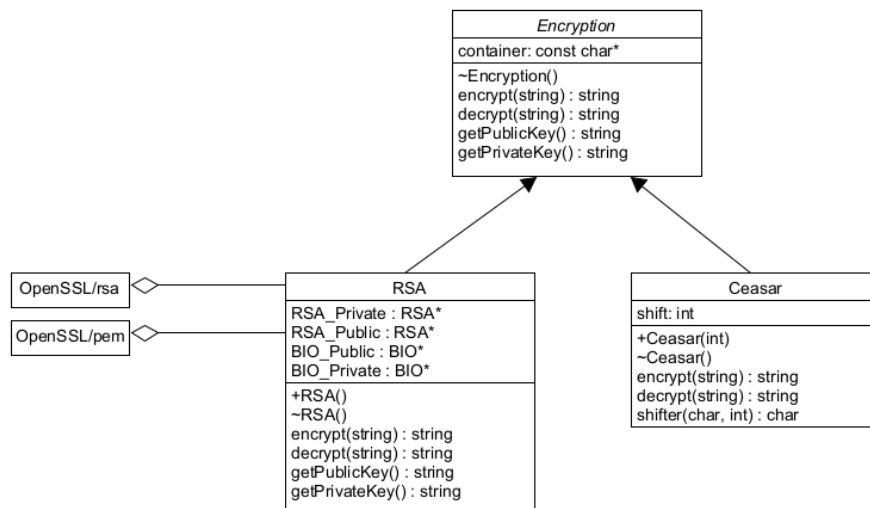 Encryption
container: const char*
~Encryption()
encrypt(string) : string
decrypt(string) : string
getPublicKey() : string
getPrivateKey() : string
OpenSSL/rsa
OpenSSL/pem
RSA
RSA_Private : RSA*
RSA_Public : RSA*
BIO_Public : BIO*
BIO_Private : BIO*
+RSA()
~RSA()
encrypt(string) : string
decrypt(string) : string
getPublicKey() : string
getPrivateKey() : string
Ceasar
shift: int
+Ceasar(int)
~Ceasar()
encrypt(string) : string
decrypt(string) : string
shifter(char, int) : char